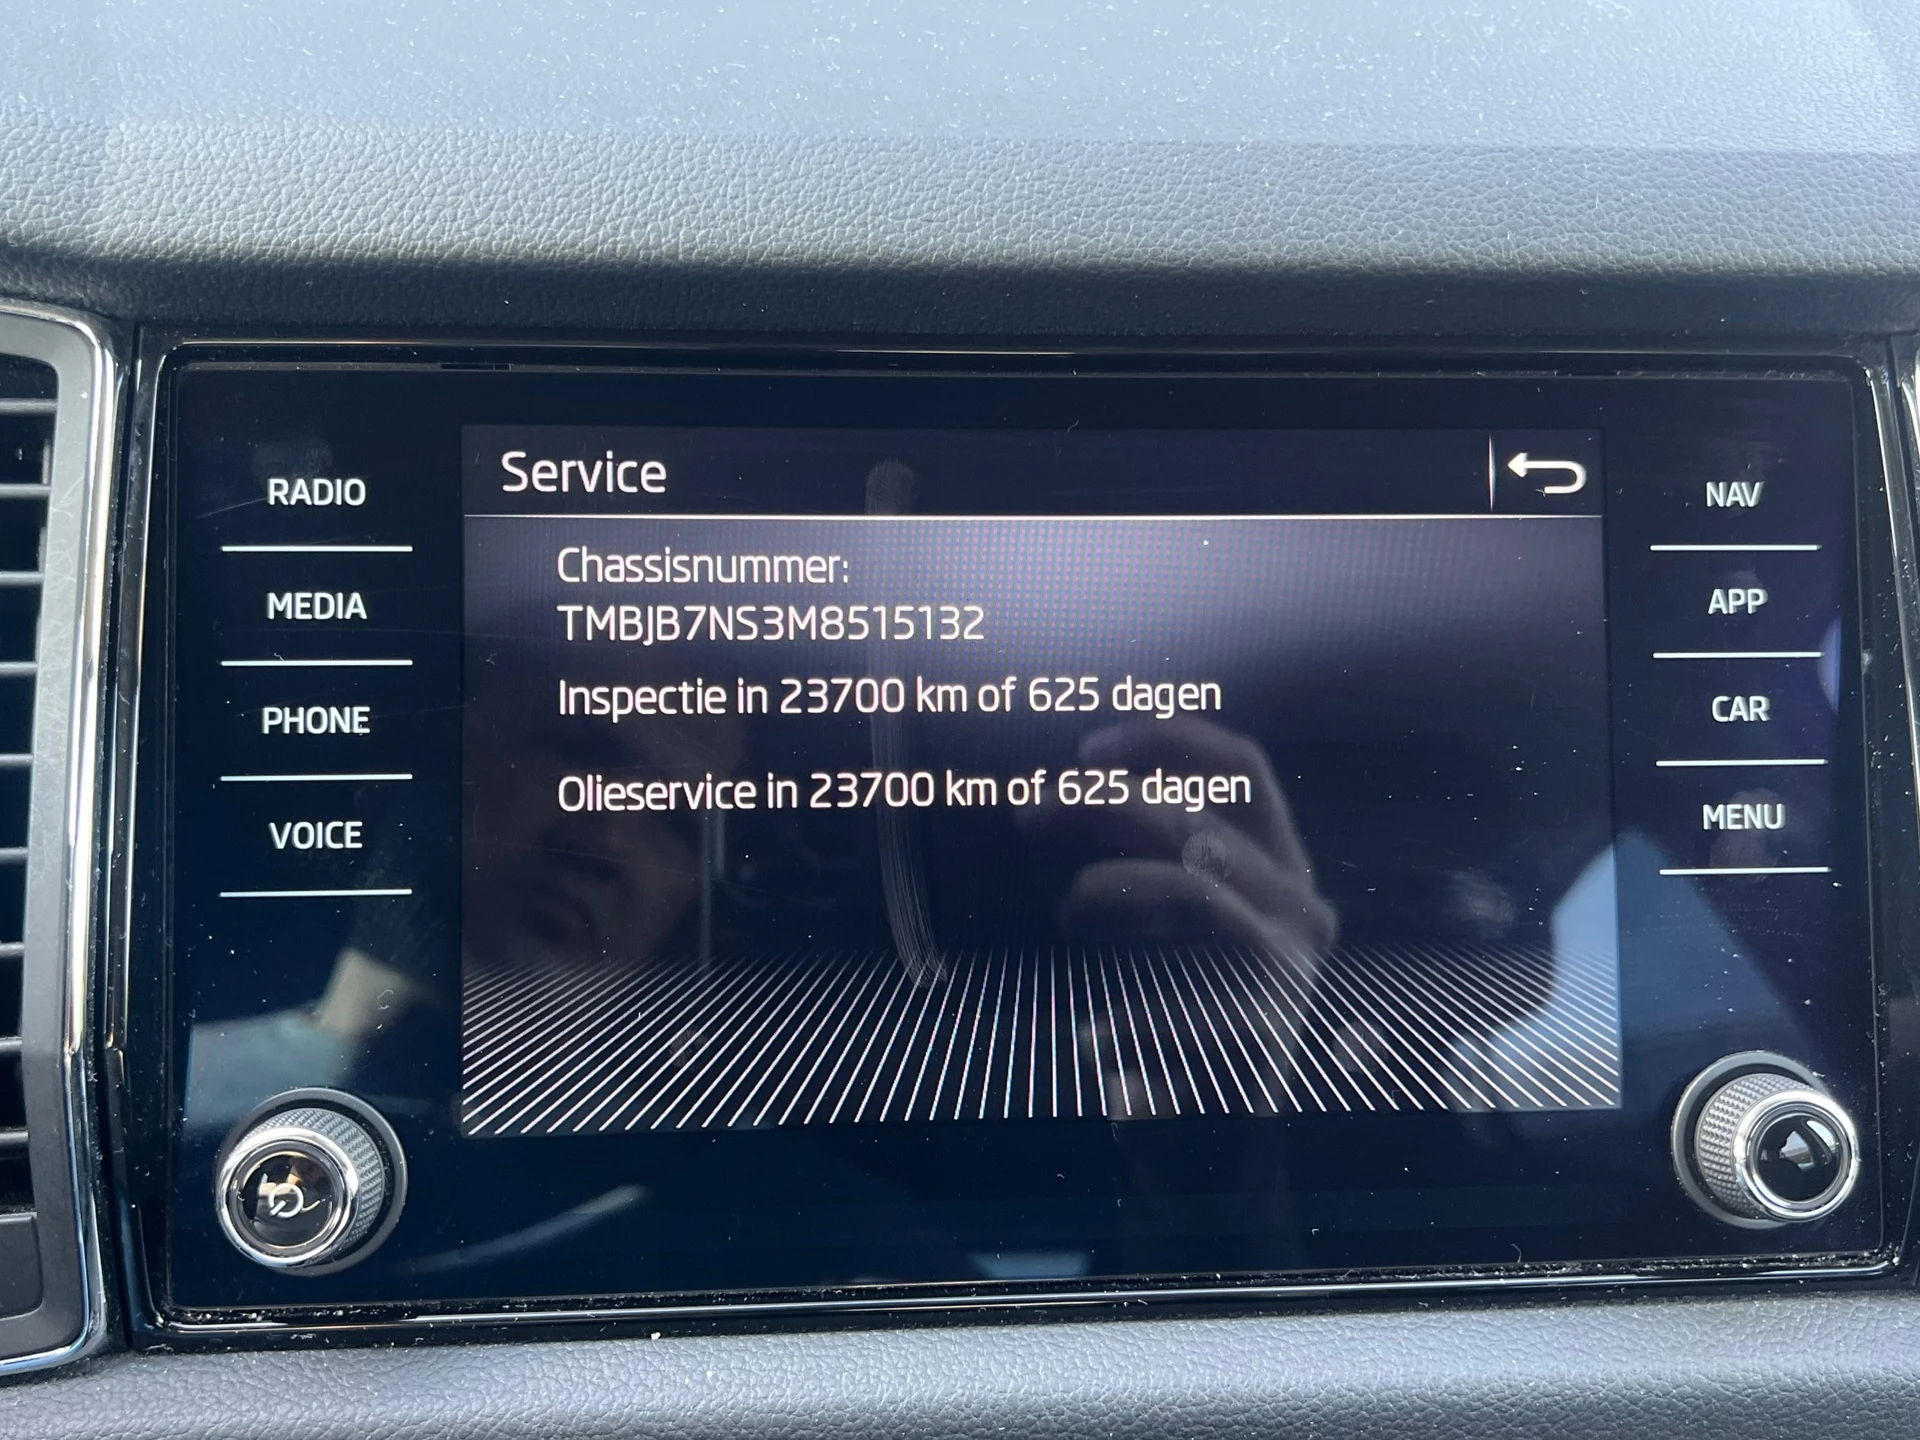 Service
RADIO
MEDIA
PHONE
VOICE
Chassisnummer:
TMBJB7NS3M8515132
Inspectie in 23700 km of 625 dagen
Olieservice in 23700 km of 625 dagen
NAV
APP
CAR
MENU